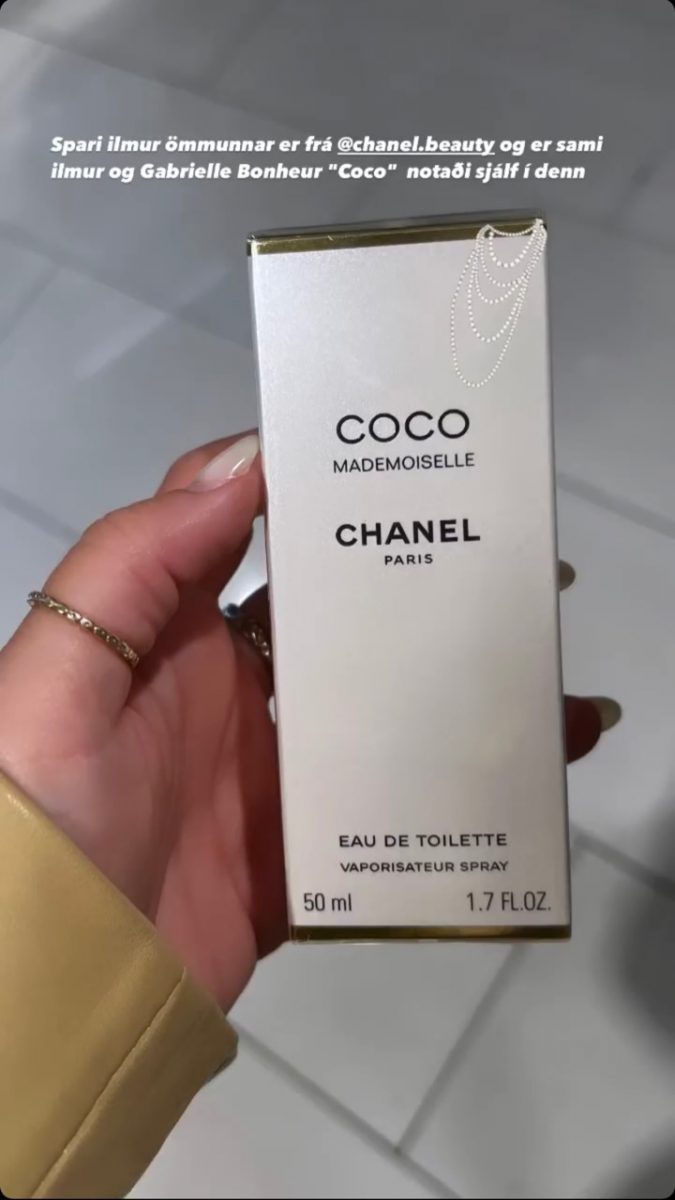 Spari ilmur ömmunnar er frá @chanel.beauty og er sami
ilmur og Gabrielle Bonheur "Coco" notaði sjálf í denn
COCO
MADEMOISELLE
CHANEL
PARIS
EAU DE TOILETTE
VAPORISATEUR SPRAY
50 ml 1.7 FL.OZ.